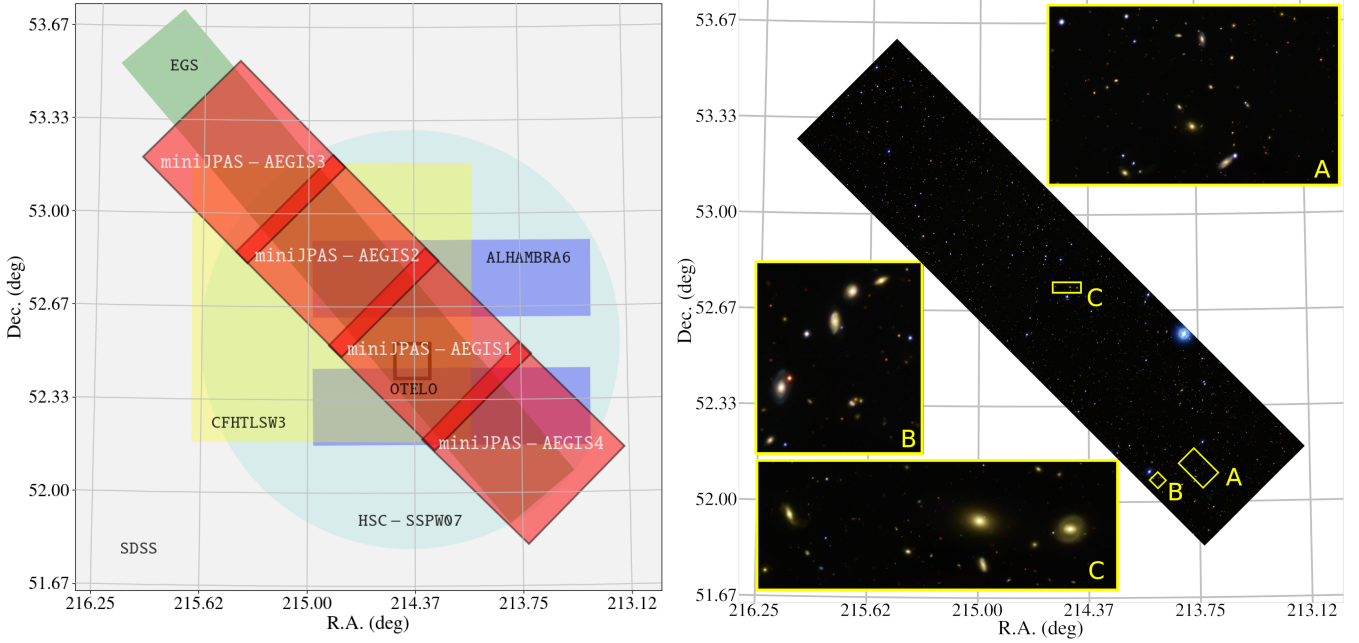 53.67
53.33
53.00
52.67
52.33
52.00
51.67
Dec. (deg)
EGS
miniJPAS – AEGIS3
miniJPAS – AEGIS2
ALHAMBRA6
miniJPAS – AEGIS1
OTELO
CFHTLSW3
miniJPAS – AEGIS4
HSC – SSPW07
SDSS
216.25 215.62 215.00 214.37 213.75 213.12
R.A. (deg)
53.67
53.33
53.00
52.67
52.33
52.00
51.67
Dec. (deg)
A
C
B
A
B
C
216.25 215.62 215.00 214.37 213.75 213.12
R.A. (deg)